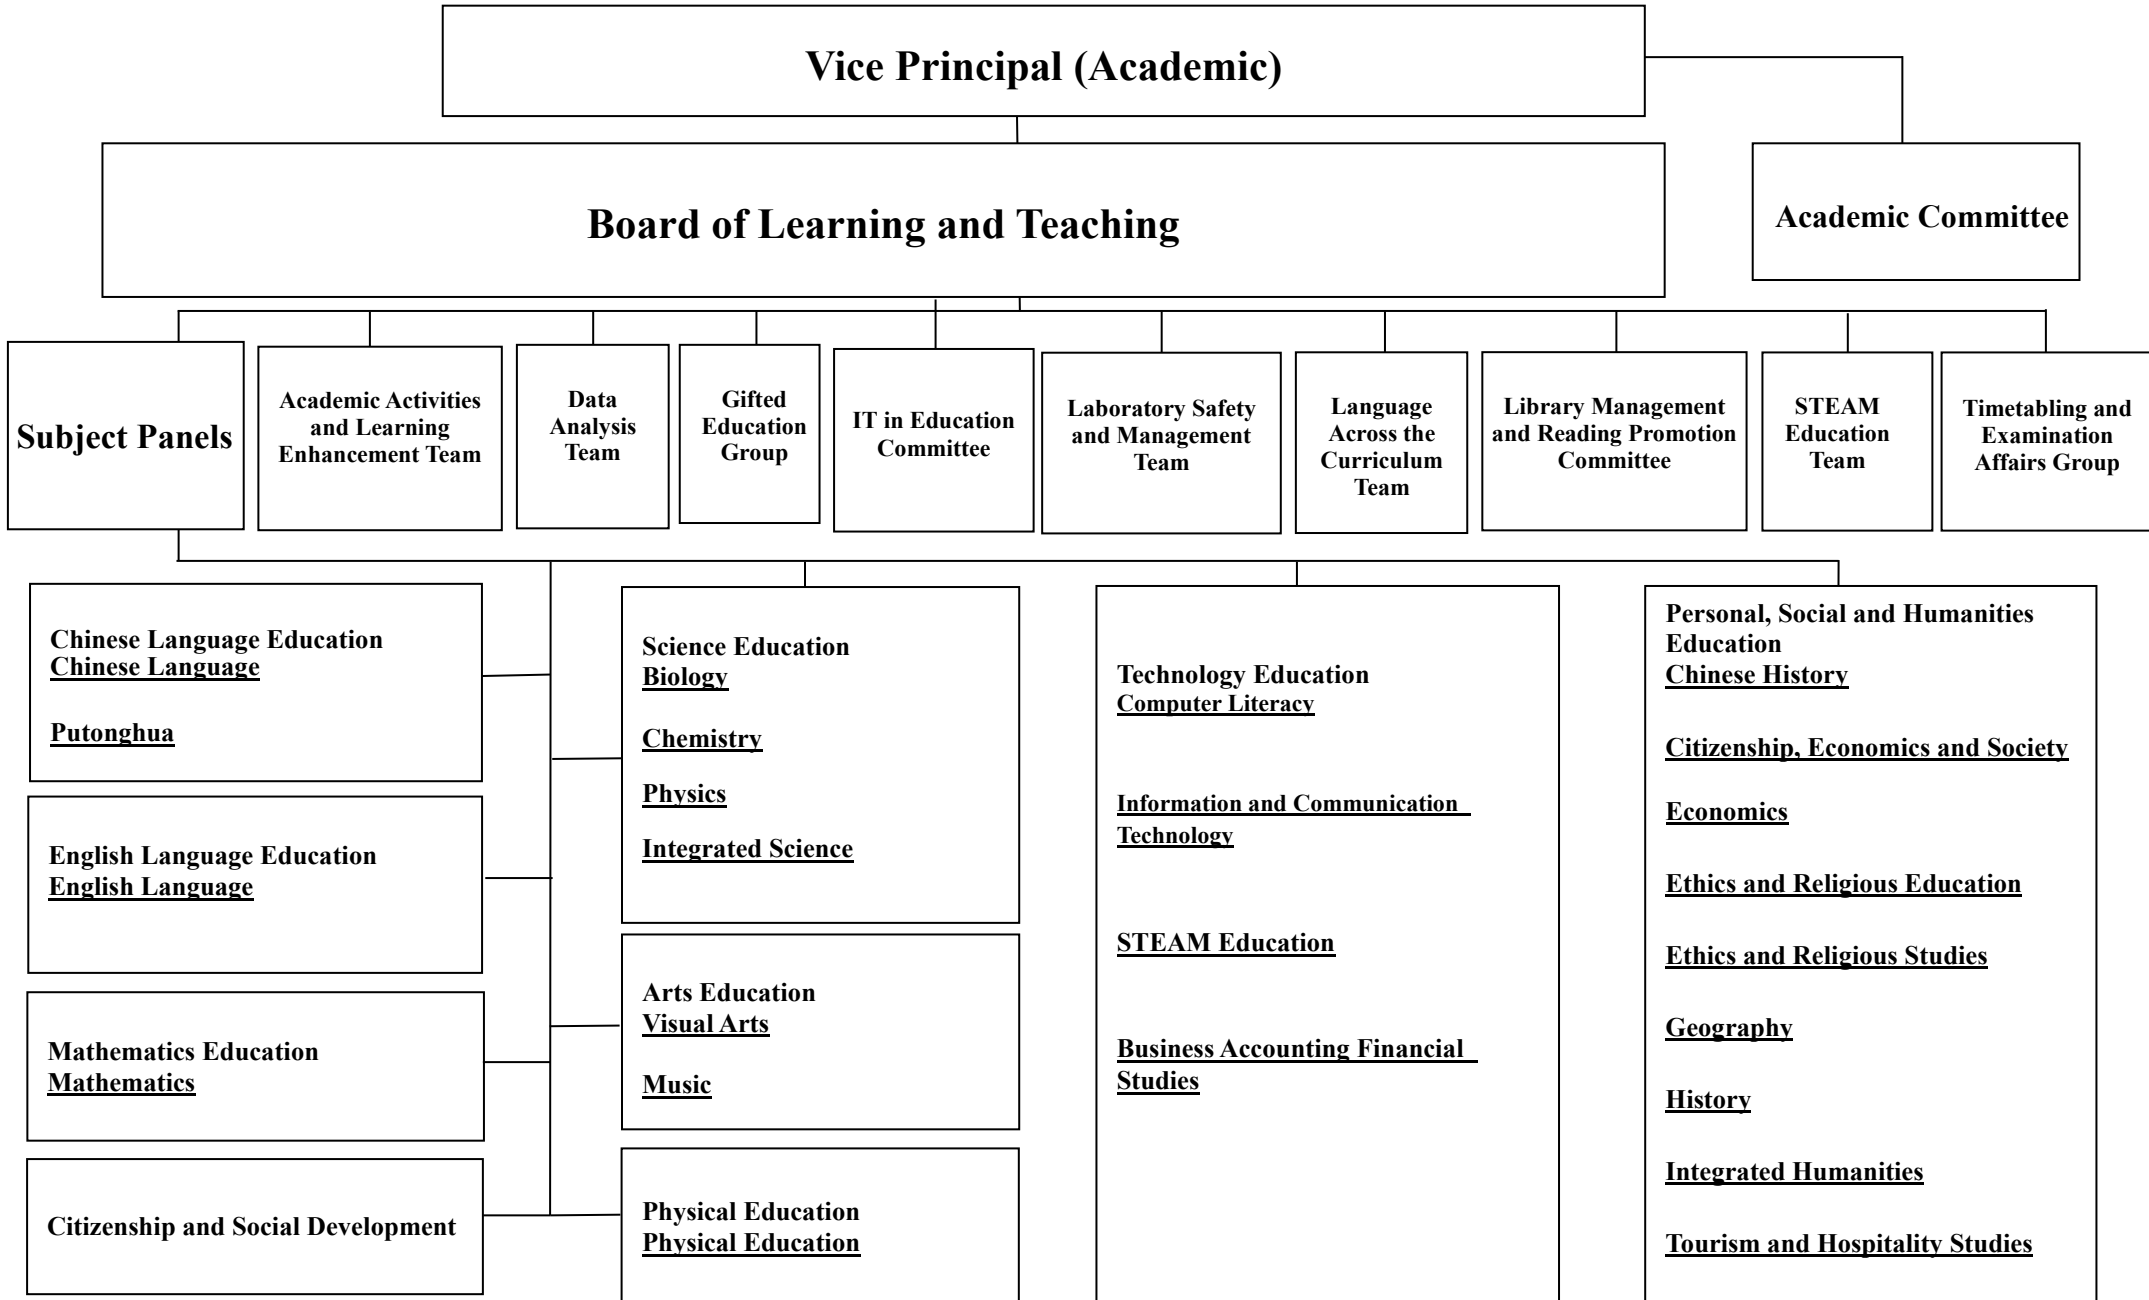 Vice Principal (Academic)
Board of Learning and Teaching
Academic Committee
Subject Panels
Academic Activities
and Learning
Enhancement Team
Data
Analysis
Team
Gifted
Education
Group
IT in Education
Committee
Laboratory Safety
and Management
Team
Language
Across the
Curriculum
Team
Library Management
and Reading Promotion
Committee
STEAM
Education
Team
Timetabling and
Examination
Affairs Group
Chinese Language Education
Chinese Language
Putonghua
English Language Education
English Language
Mathematics Education
Mathematics
Citizenship and Social Development
Science Education
Biology
Chemistry
Physics
Integrated Science
Arts Education
Visual Arts
Music
Physical Education
Physical Education
Technology Education
Computer Literacy
Information and Communication
Technology
STEAM Education
Business Accounting Financial
Studies
Personal, Social and Humanities
Education
Chinese History
Citizenship, Economics and Society
Economics
Ethics and Religious Education
Ethics and Religious Studies
Geography
History
Integrated Humanities
Tourism and Hospitality Studies